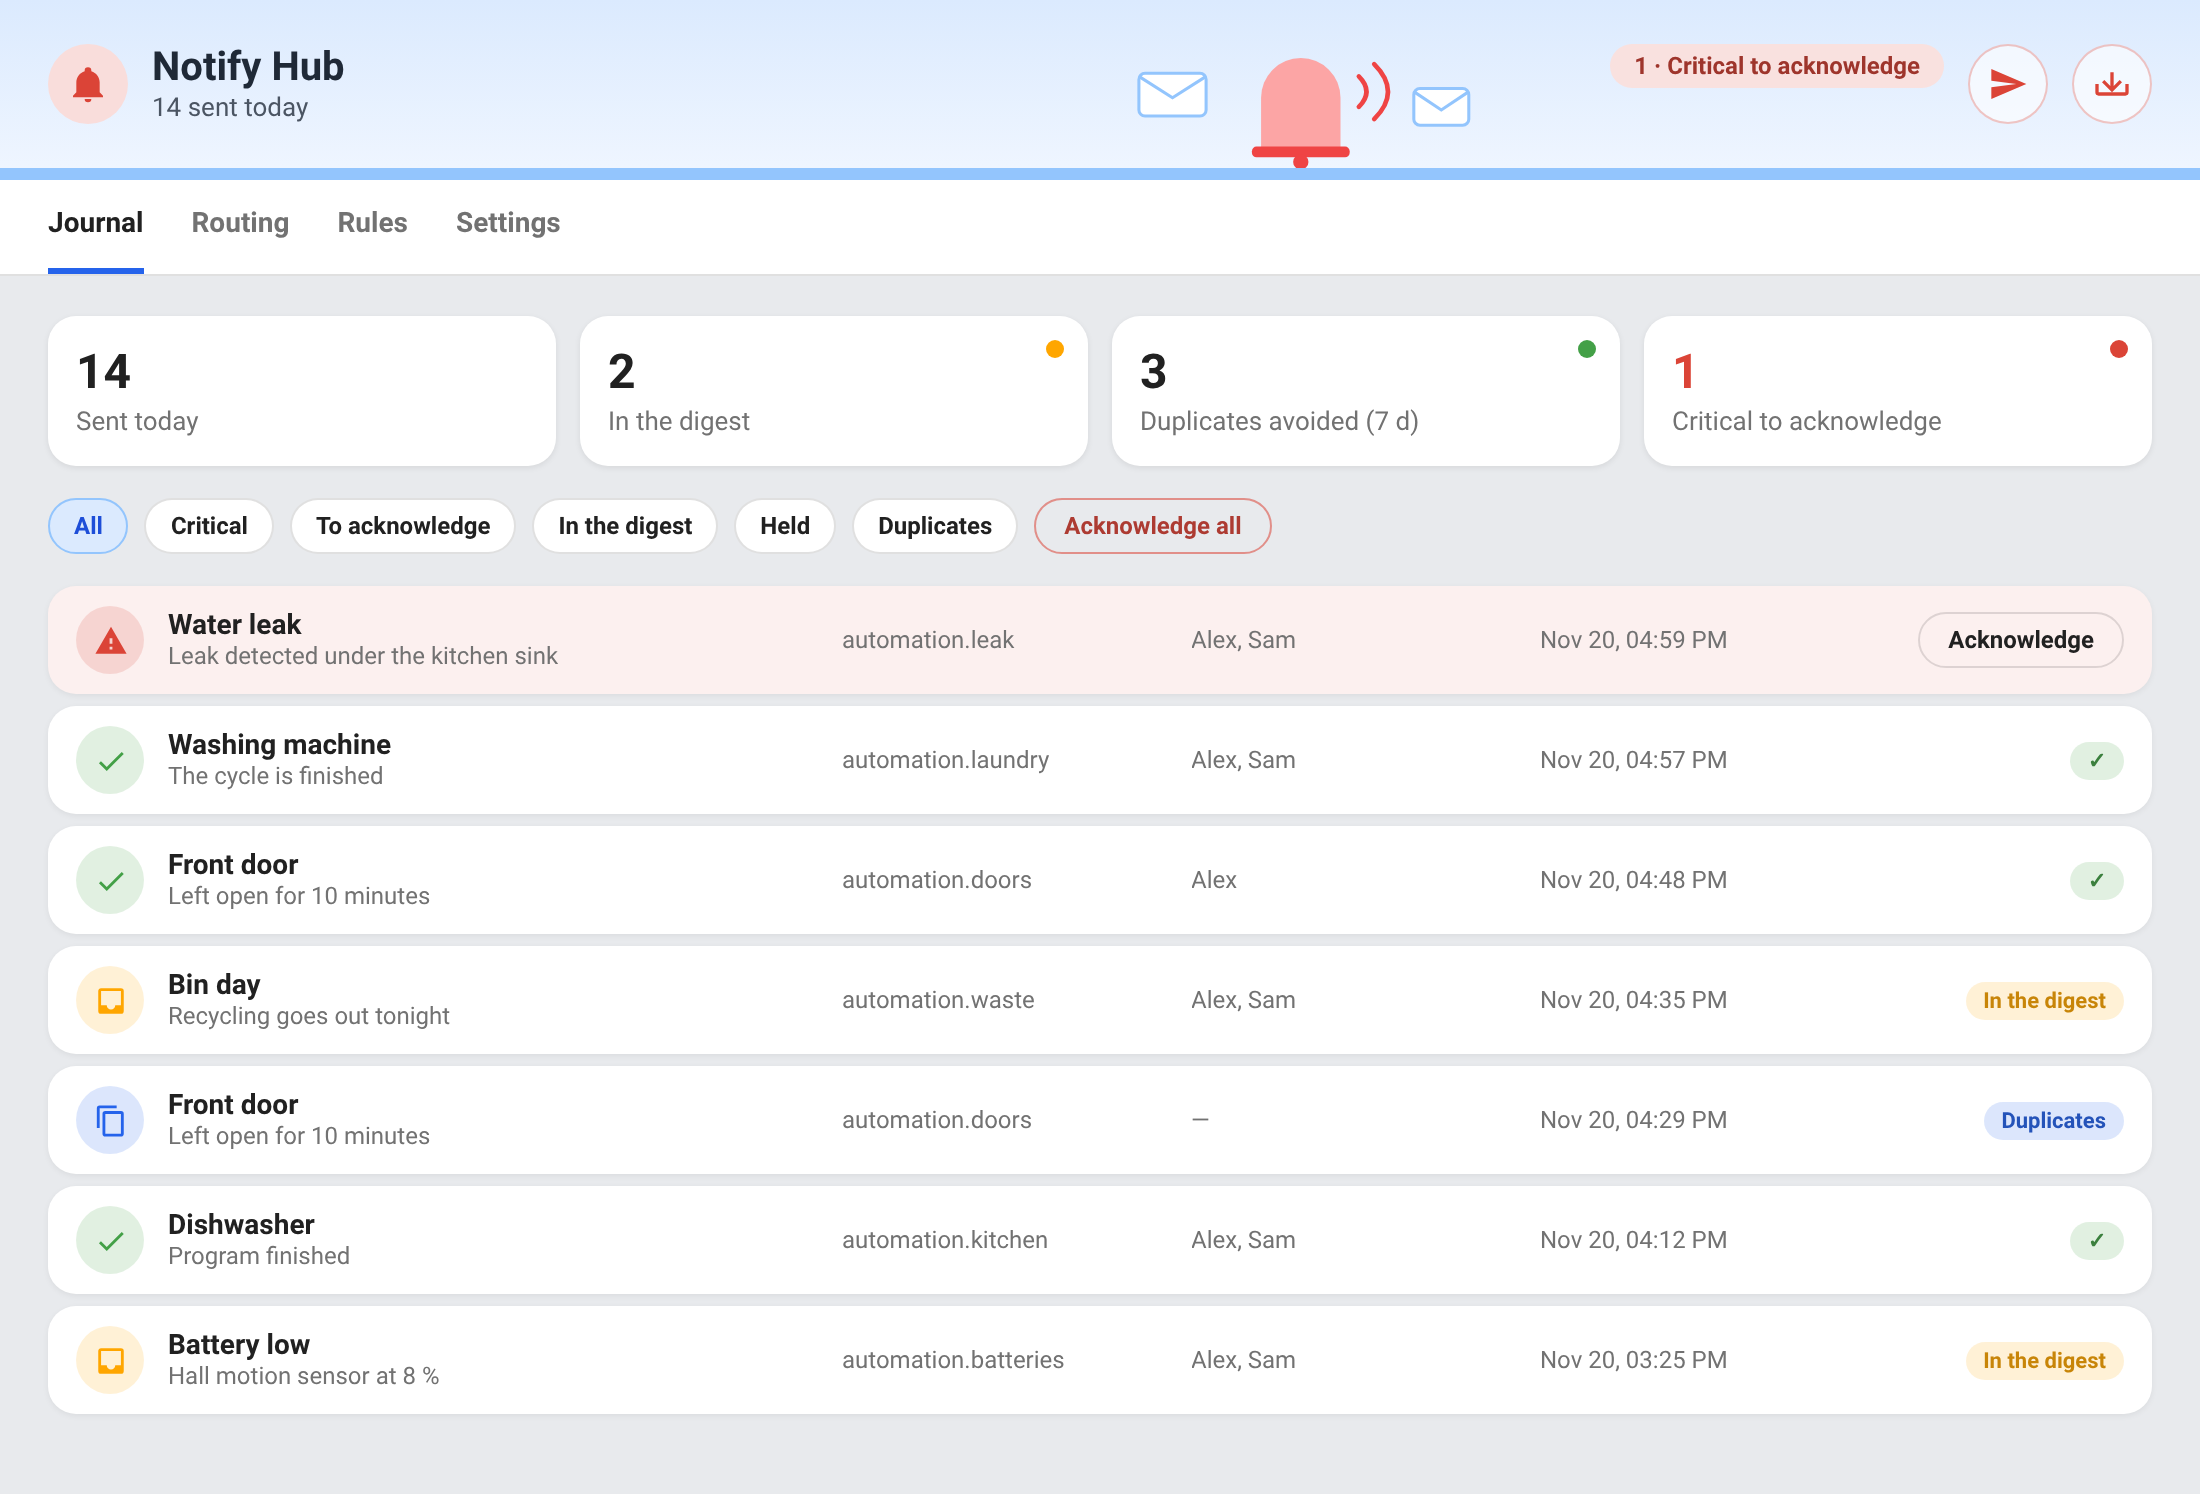 Notify Hub
14 sent today
1 · Critical to acknowledge
Journal
Routing
Rules
Settings
14
Sent today
2
In the digest
3
Duplicates avoided (7 d)
1
Critical to acknowledge
All
Critical
To acknowledge
In the digest
Held
Duplicates
Acknowledge all
Water leak
Leak detected under the kitchen sink
automation.leak
Alex, Sam
Nov 20, 04:59 PM
Acknowledge
Washing machine
The cycle is finished
automation.laundry
Alex, Sam
Nov 20, 04:57 PM
✓
Front door
Left open for 10 minutes
automation.doors
Alex
Nov 20, 04:48 PM
✓
Bin day
Recycling goes out tonight
automation.waste
Alex, Sam
Nov 20, 04:35 PM
In the digest
Front door
Left open for 10 minutes
automation.doors
—
Nov 20, 04:29 PM
Duplicates
Dishwasher
Program finished
automation.kitchen
Alex, Sam
Nov 20, 04:12 PM
✓
Battery low
Hall motion sensor at 8 %
automation.batteries
Alex, Sam
Nov 20, 03:25 PM
In the digest